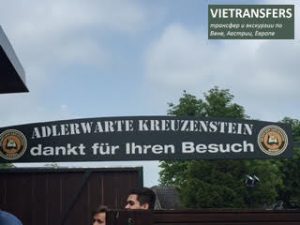 VIETRANSFERS
трансфер и экскурсии по
Вене, Австрии, Европе
ADLERWARTE KREUZENSTEIN
dankt für Ihren Besuch